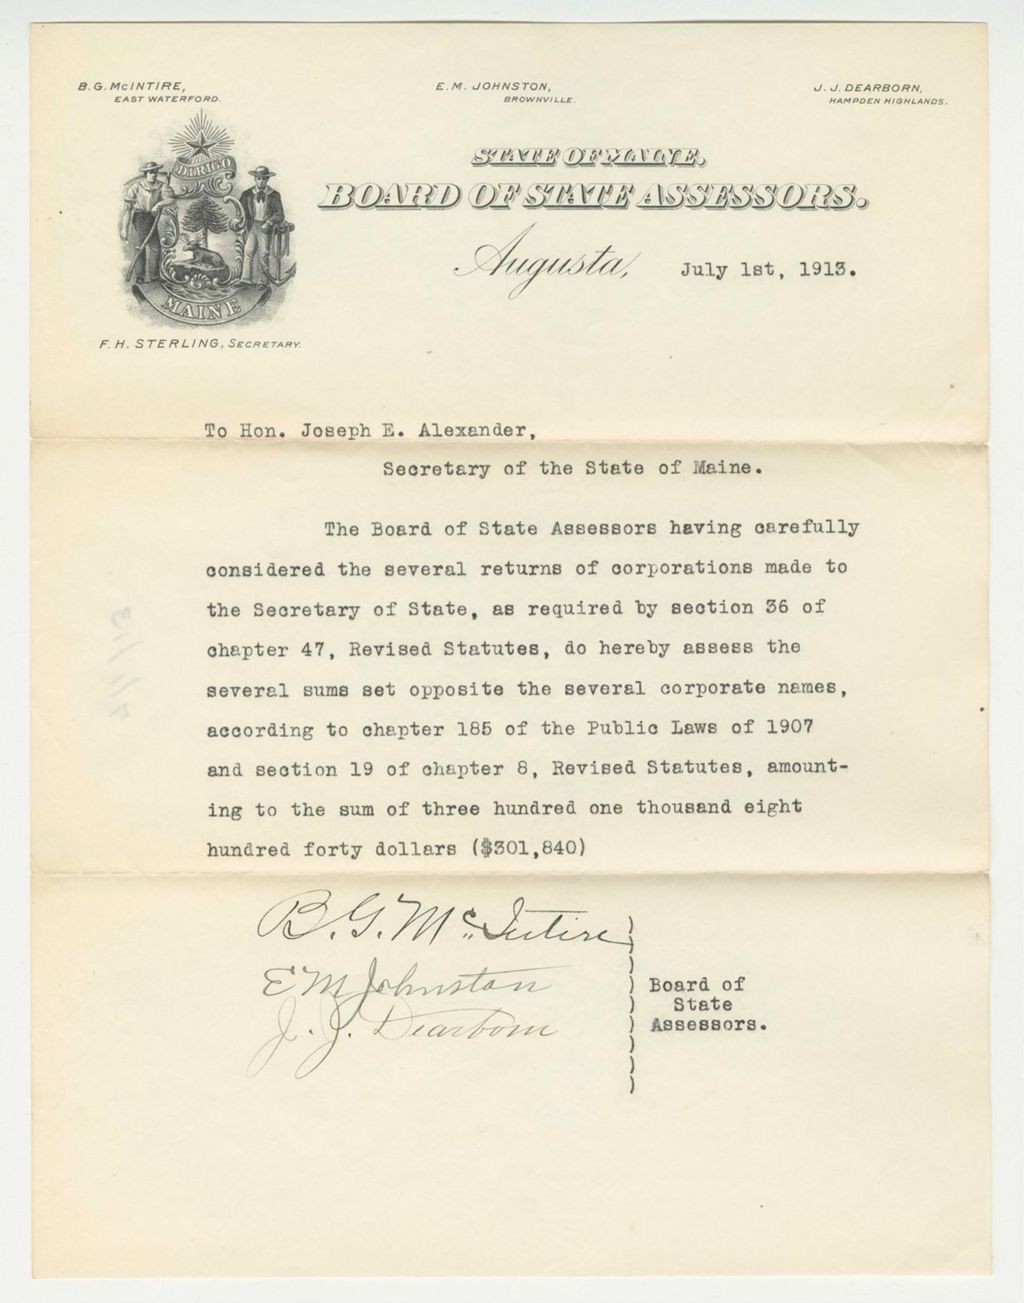 B. G. McINTIRE,
EAST WATERFORD.
E. M. JOHNSTON,
BROWNVILLE.
J. J. DEARBORN,
HAMPDEN HIGHLANDS.
DIRIGO
MAINE
F. H. STERLING, SECRETARY.
STATE OF MAINE,
BOARD OF STATE ASSESSORS.
Augusta, July 1st, 1913.
To Hon. Joseph E. Alexander,
Secretary of the State of Maine.
The Board of State Assessors having carefully
considered the several returns of corporations made to
the Secretary of State, as required by section 36 of
chapter 47, Revised Statutes, do hereby assess the
several sums set opposite the several corporate names,
according to chapter 185 of the Public Laws of 1907
and section 19 of chapter 8, Revised Statutes, amount-
ing to the sum of three hundred one thousand eight
hundred forty dollars ($301,840)
B. G. McIntire
E M Johnston
J. J. Dearborn
Board of
State
Assessors.